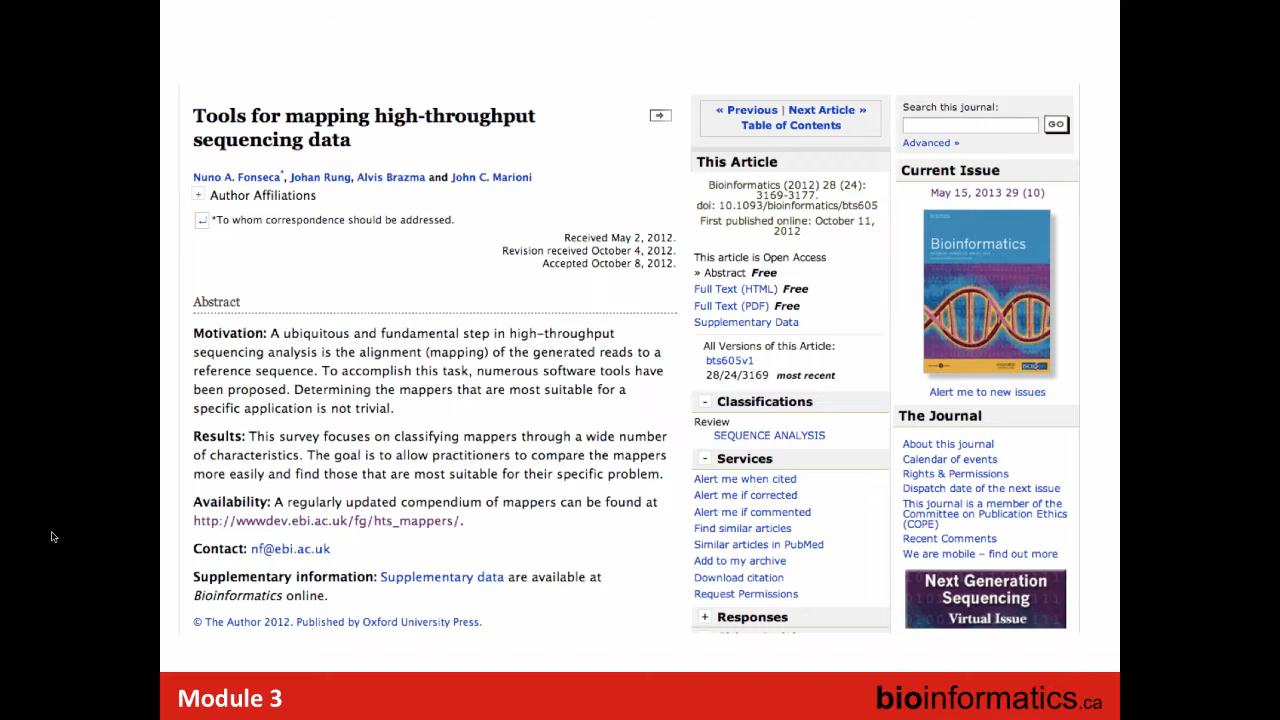 Tools for mapping high-throughput
sequencing data
Nuno A. Fonseca*, Johan Rung, Alvis Brazma and John C. Marioni
+ Author Affiliations
*To whom correspondence should be addressed.
Received May 2, 2012.
Revision received October 4, 2012.
Accepted October 8, 2012.
Abstract
Motivation: A ubiquitous and fundamental step in high-throughput
sequencing analysis is the alignment (mapping) of the generated reads to a
reference sequence. To accomplish this task, numerous software tools have
been proposed. Determining the mappers that are most suitable for a
specific application is not trivial.
Results: This survey focuses on classifying mappers through a wide number
of characteristics. The goal is to allow practitioners to compare the mappers
more easily and find those that are most suitable for their specific problem.
Availability: A regularly updated compendium of mappers can be found at
http://wwwdev.ebi.ac.uk/fg/hts_mappers/.
Contact: nf@ebi.ac.uk
Supplementary information: Supplementary data are available at
Bioinformatics online.
© The Author 2012. Published by Oxford University Press.
« Previous | Next Article »
Table of Contents
This Article
Bioinformatics (2012) 28 (24):
3169-3177.
doi: 10.1093/bioinformatics/bts605
First published online: October 11,
2012
This article is Open Access
» Abstract Free
Full Text (HTML) Free
Full Text (PDF) Free
Supplementary Data
All Versions of this Article:
bts605v1
28/24/3169 most recent
- Classifications
Review
SEQUENCE ANALYSIS
- Services
Alert me when cited
Alert me if corrected
Alert me if commented
Find similar articles
Similar articles in PubMed
Add to my archive
Download citation
Request Permissions
+ Responses
Search this journal:
GO
Advanced »
Current Issue
May 15, 2013 29 (10)
Bioinformatics
Alert me to new issues
The Journal
About this journal
Calendar of events
Rights & Permissions
Dispatch date of the next issue
This journal is a member of the
Committee on Publication Ethics
(COPE)
Recent Comments
We are mobile – find out more
Next Generation
Sequencing
Virtual Issue
Module 3
bioinformatics.ca